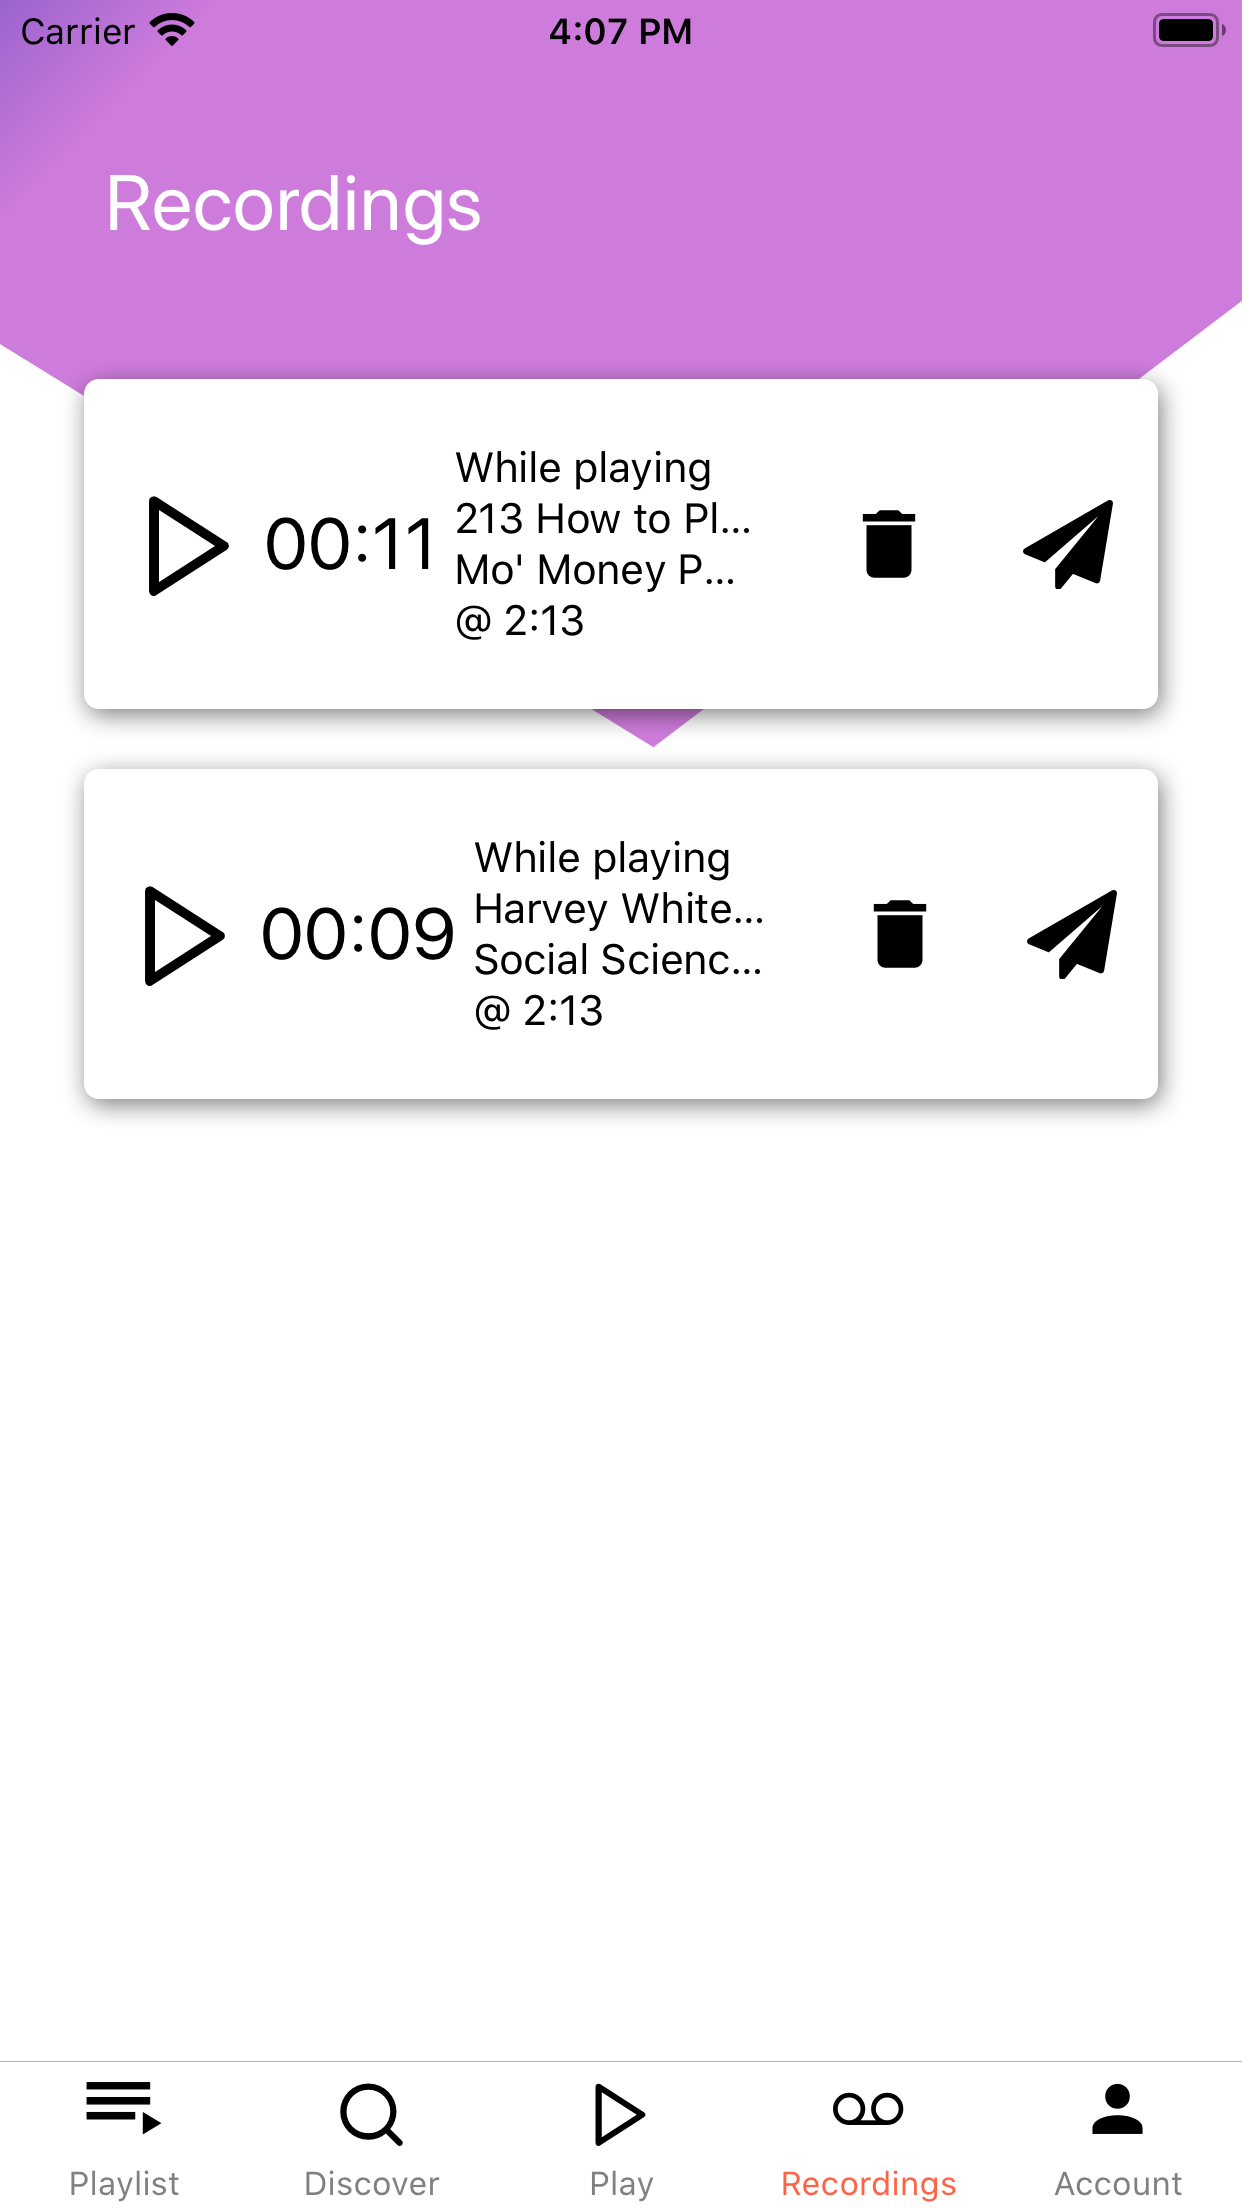 Carrier 4:07 PM
Recordings
While playing
213 How to Pl...
00:11
Mo' Money P...
@ 2:13
While playing
Harvey White...
00:09
Social Scienc...
@ 2:13
Playlist Discover Play Recordings Account